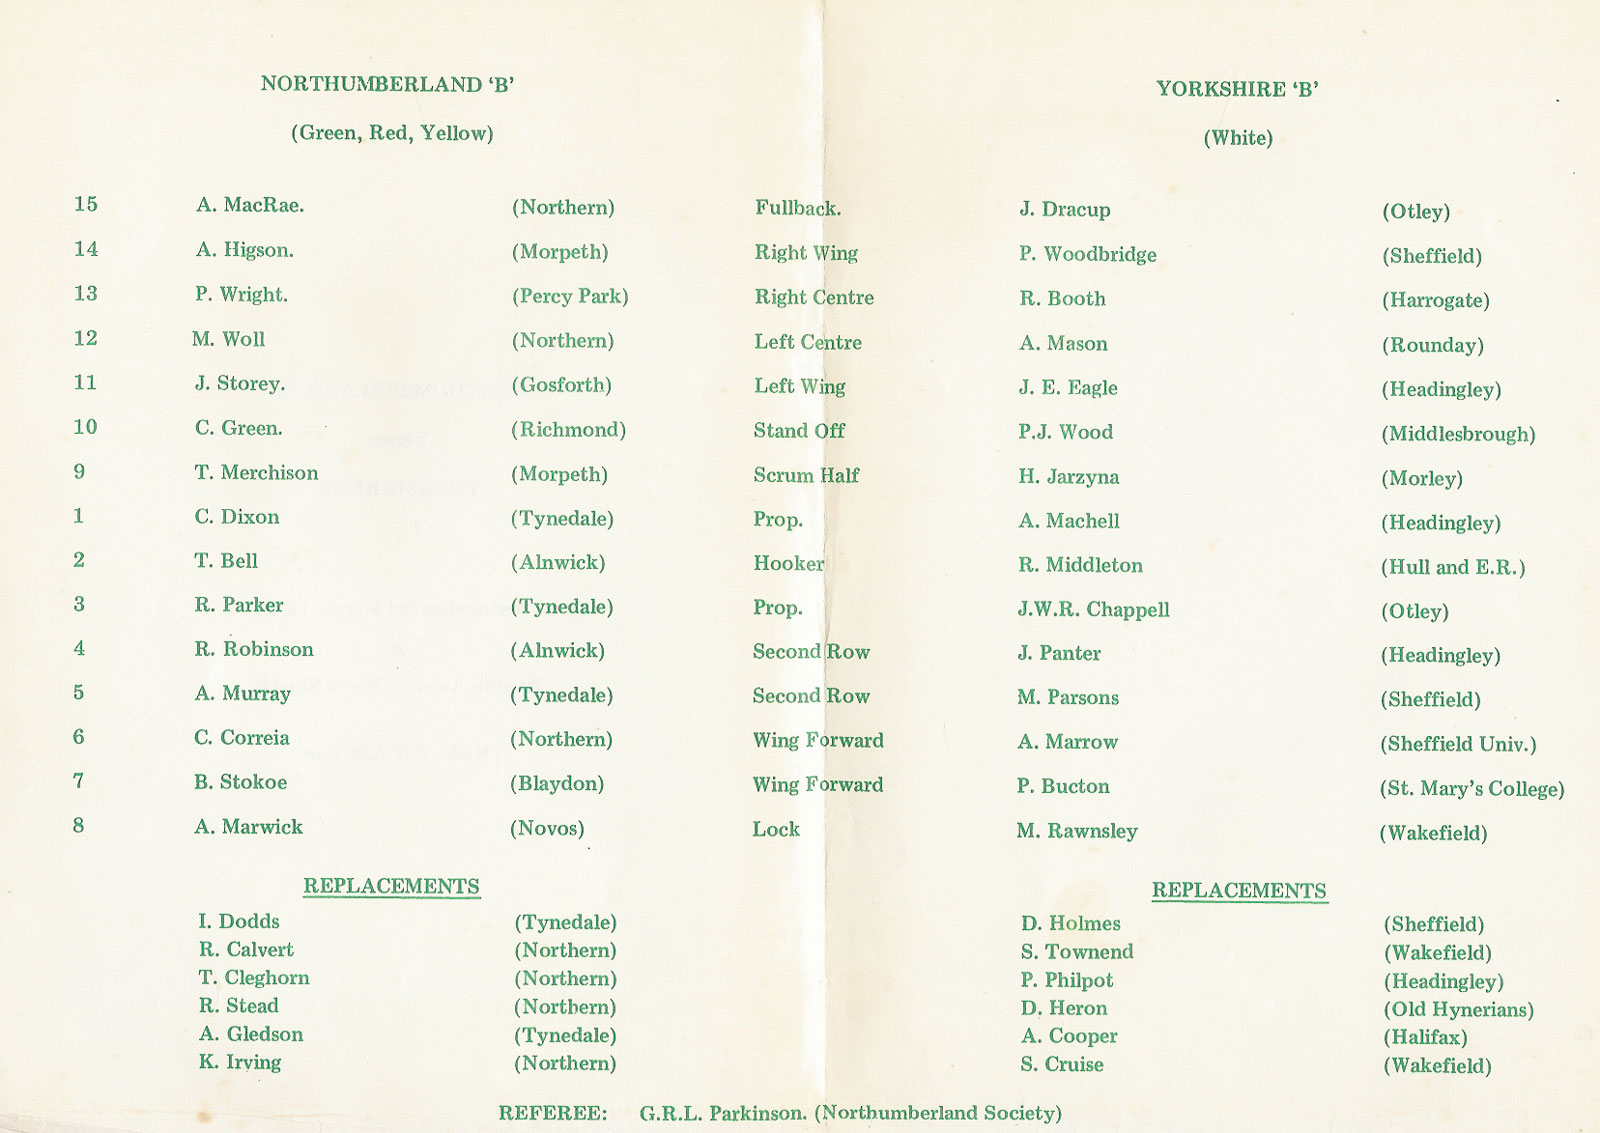 NORTHUMBERLAND 'B' YORKSHIRE 'B'
(Green, Red, Yellow) (White)
15 A. MacRae. (Northern) Fullback. J. Dracup (Otley)
14 A. Higson. (Morpeth) Right Wing P. Woodbridge (Sheffield)
13 P. Wright. (Percy Park) Right Centre R. Booth (Harrogate)
12 M. Woll (Northern) Left Centre A. Mason (Rounday)
11 J. Storey. (Gosforth) Left Wing J. E. Eagle (Headingley)
10 C. Green. (Richmond) Stand Off P.J. Wood (Middlesbrough)
9 T. Merchison (Morpeth) Scrum Half H. Jarzyna (Morley)
1 C. Dixon (Tynedale) Prop. A. Machell (Headingley)
2 T. Bell (Alnwick) Hooker R. Middleton (Hull and E.R.)
3 R. Parker (Tynedale) Prop. J.W.R. Chappell (Otley)
4 R. Robinson (Alnwick) Second Row J. Panter (Headingley)
5 A. Murray (Tynedale) Second Row M. Parsons (Sheffield)
6 C. Correia (Northern) Wing Forward A. Marrow (Sheffield Univ.)
7 B. Stokoe (Blaydon) Wing Forward P. Bucton (St. Mary's College)
8 A. Marwick (Novos) Lock M. Rawnsley (Wakefield)
REPLACEMENTS REPLACEMENTS
I. Dodds (Tynedale) D. Holmes (Sheffield)
R. Calvert (Northern) S. Townend (Wakefield)
T. Cleghorn (Northern) P. Philpot (Headingley)
R. Stead (Northern) D. Heron (Old Hynerians)
A. Gledson (Tynedale) A. Cooper (Halifax)
K. Irving (Northern) S. Cruise (Wakefield)
REFEREE: G.R.L. Parkinson. (Northumberland Society)